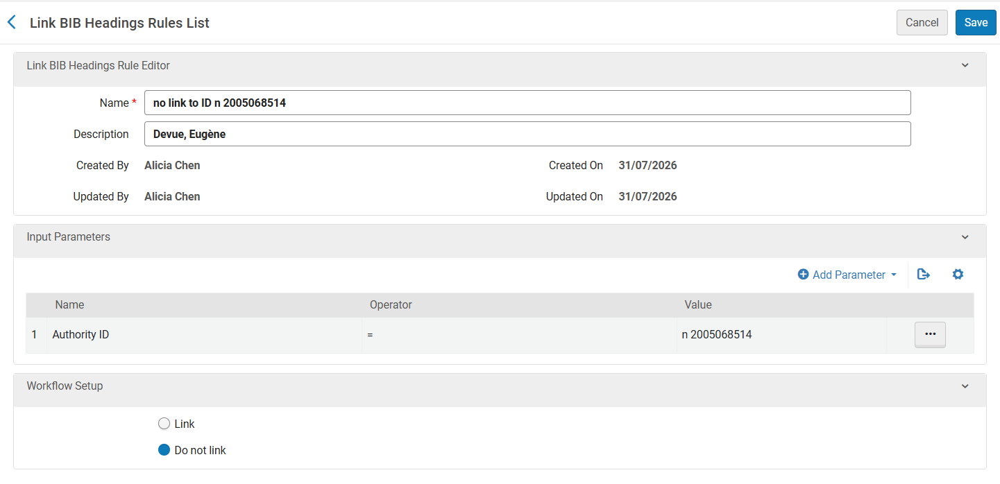 Link BIB Headings Rules List
Cancel
Save
Link BIB Headings Rule Editor
Name *
no link to ID n 2005068514
Description
Devue, Eugène
Created By
Alicia Chen
Created On
31/07/2026
Updated By
Alicia Chen
Updated On
31/07/2026
Input Parameters
Add Parameter
Name Operator Value
1 Authority ID = n 2005068514
Workflow Setup
Link
Do not link